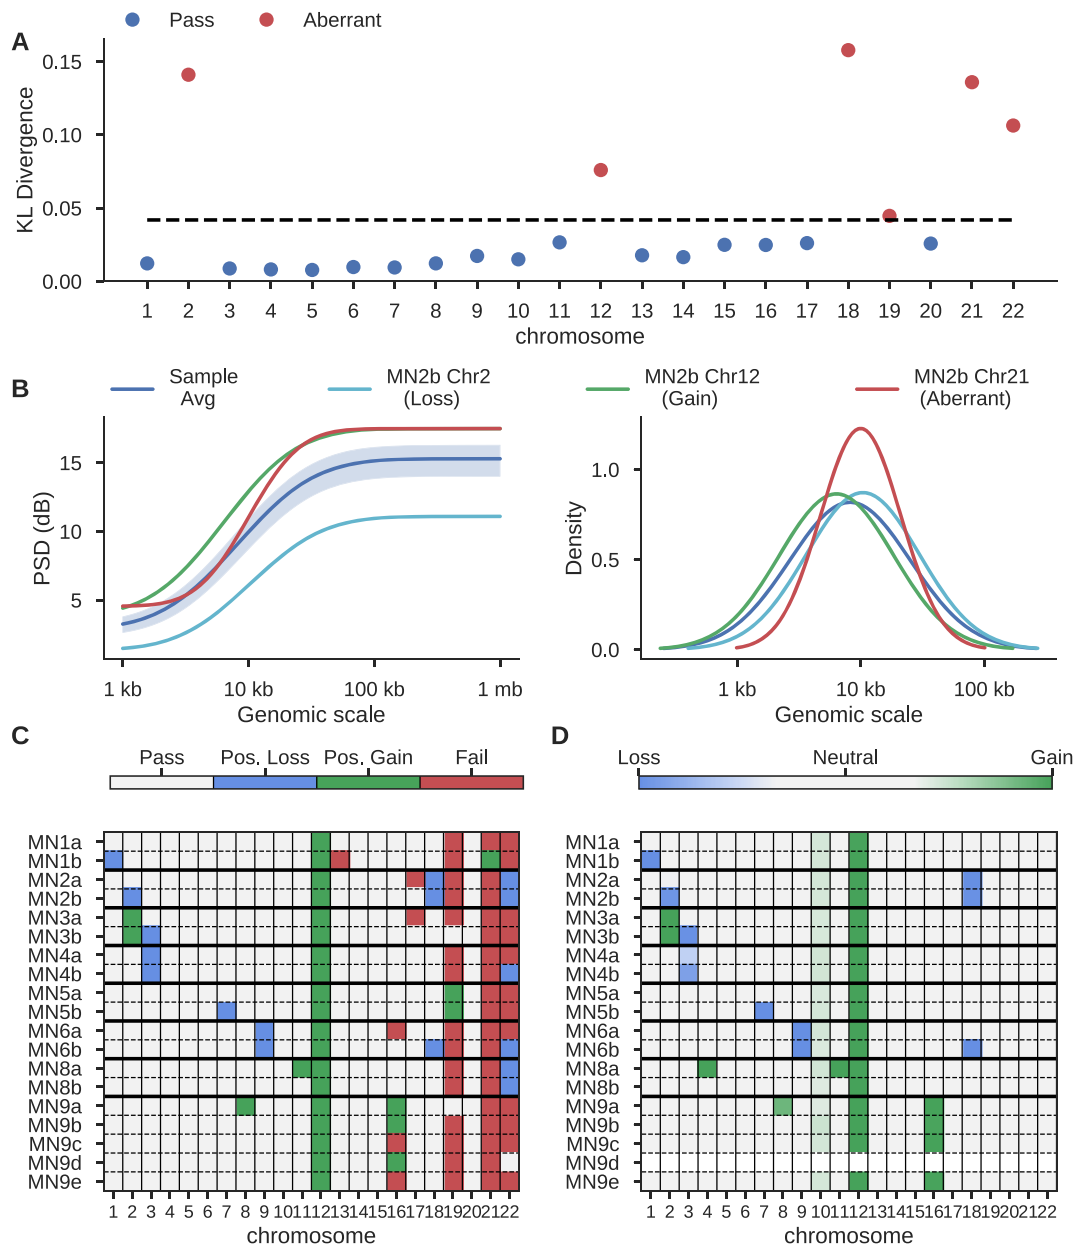 Pass Aberrant
A
KL Divergence
0.15
0.10
0.05
0.00
1 2 3 4 5 6 7 8 9 10 11 12 13 14 15 16 17 18 19 20 21 22
chromosome
B
Sample Avg
MN2b Chr2 (Loss)
MN2b Chr12 (Gain)
MN2b Chr21 (Aberrant)
PSD (dB)
15
10
5
1 kb 10 kb 100 kb 1 mb
Genomic scale
Density
1.0
0.5
0.0
1 kb 10 kb 100 kb
Genomic scale
C
Pass Pos. Loss Pos. Gain Fail
MN1a
MN1b
MN2a
MN2b
MN3a
MN3b
MN4a
MN4b
MN5a
MN5b
MN6a
MN6b
MN8a
MN8b
MN9a
MN9b
MN9c
MN9d
MN9e
1 2 3 4 5 6 7 8 9 10 11 12 13 14 15 16 17 18 19 20 21 22
chromosome
D
Loss Neutral Gain
MN1a
MN1b
MN2a
MN2b
MN3a
MN3b
MN4a
MN4b
MN5a
MN5b
MN6a
MN6b
MN8a
MN8b
MN9a
MN9b
MN9c
MN9d
MN9e
1 2 3 4 5 6 7 8 9 10 11 12 13 14 15 16 17 18 19 20 21 22
chromosome